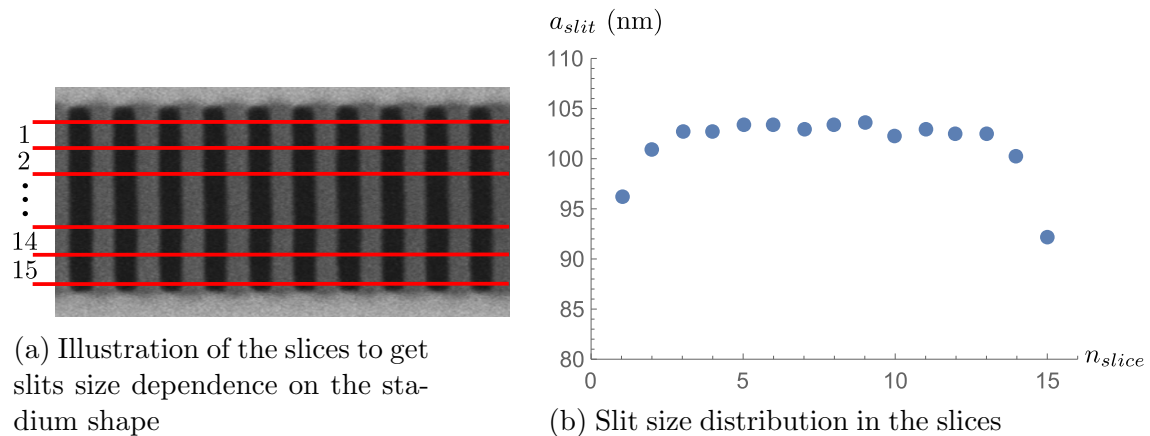 1
2
⋮
14
15
(a) Illustration of the slices to get
slits size dependence on the sta-
dium shape
a_slit (nm)
110
105
100
95
90
85
80
0
5
10
15
n_slice
(b) Slit size distribution in the slices